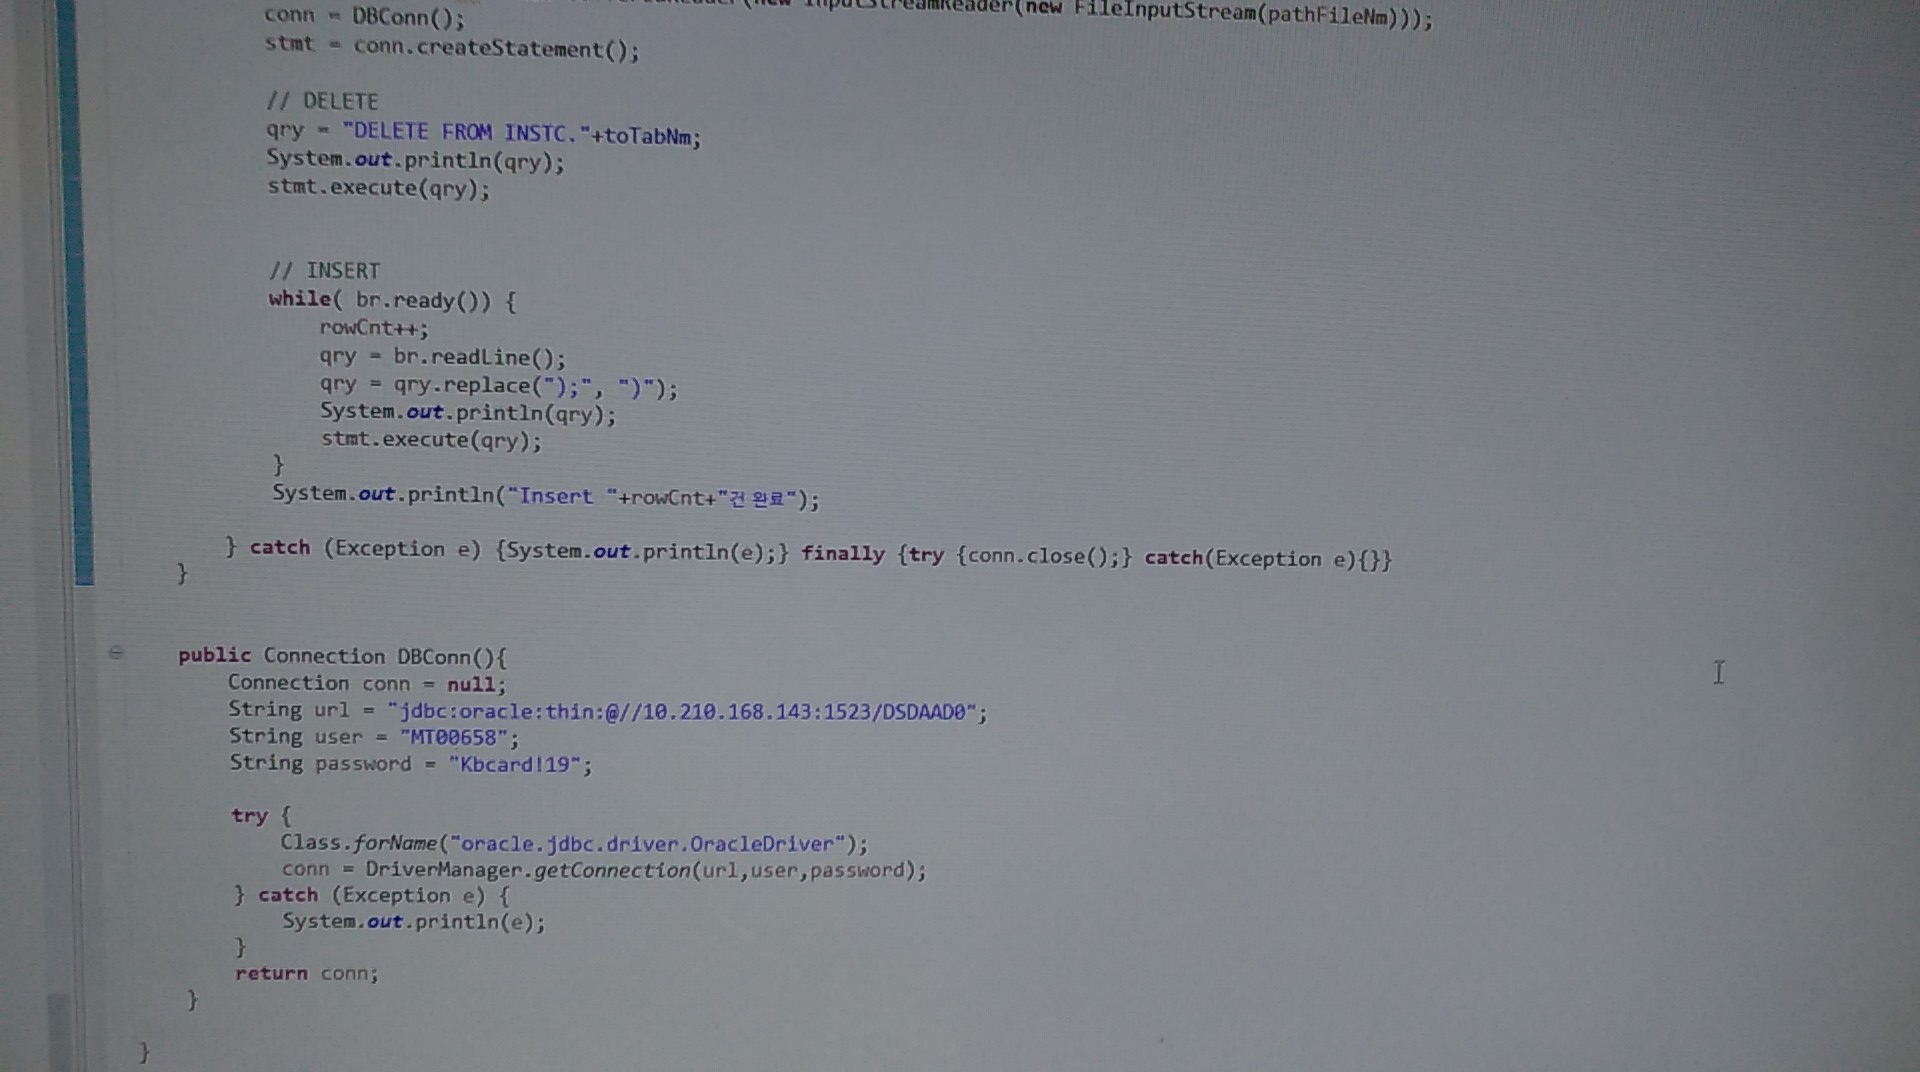 InputStreamReader(new FileInputStream(pathFileNm)));
conn = DBConn();
stmt = conn.createStatement();
// DELETE
qry = "DELETE FROM INSTC."+toTabNm;
System.out.println(qry);
stmt.execute(qry);
// INSERT
while( br.ready()) {
rowCnt++;
qry = br.readLine();
qry = qry.replace(");", ")");
System.out.println(qry);
stmt.execute(qry);
}
System.out.println("Insert "+rowCnt+"건 완료");
} catch (Exception e) {System.out.println(e);} finally {try {conn.close();} catch(Exception e){}}
}
public Connection DBConn(){
Connection conn = null;
String url = "jdbc:oracle:thin:@//10.210.168.143:1523/DSDAAD0";
String user = "MT00658";
String password = "Kbcard!19";
try {
Class.forName("oracle.jdbc.driver.OracleDriver");
conn = DriverManager.getConnection(url,user,password);
} catch (Exception e) {
System.out.println(e);
}
return conn;
}
}